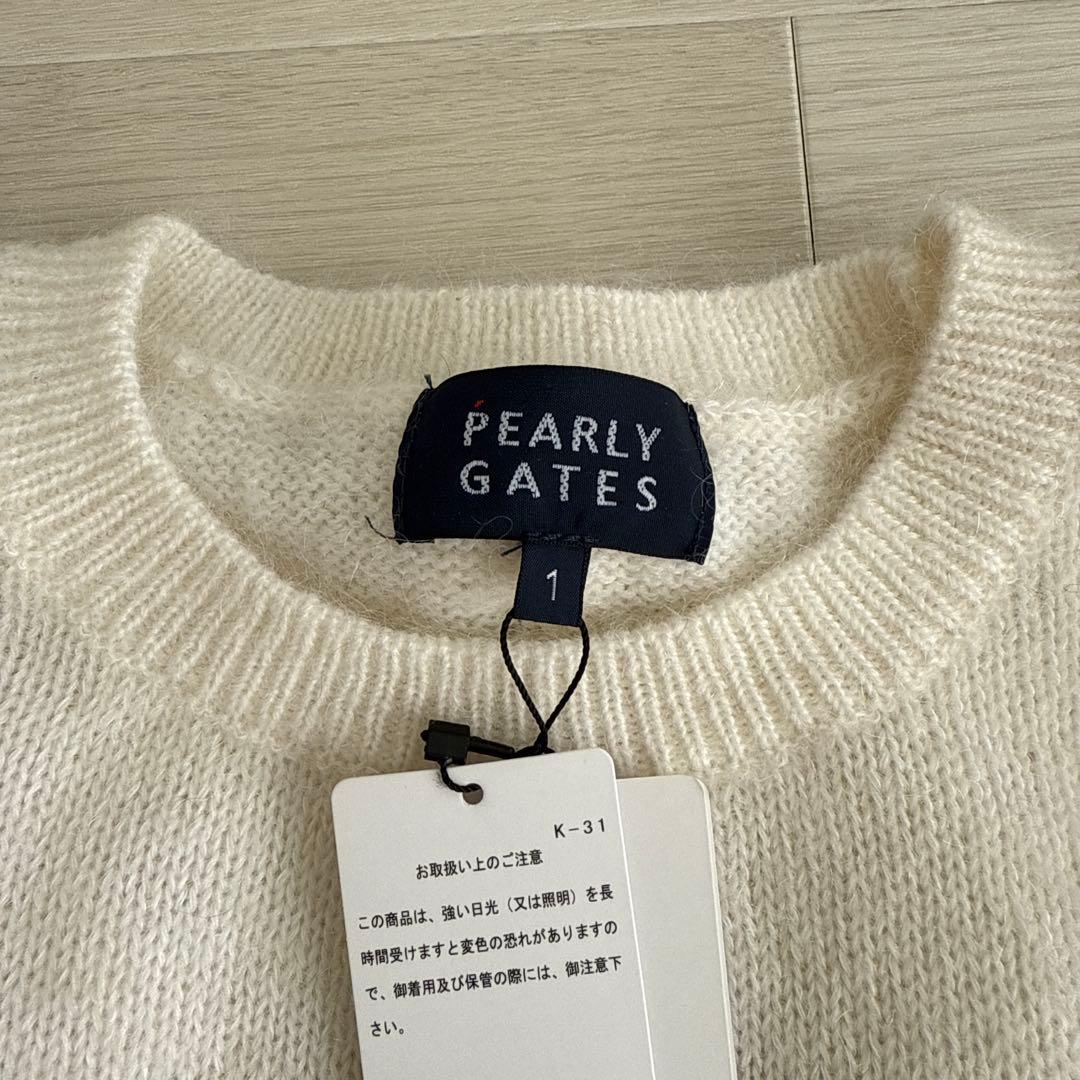 PEARLY
GATES
1
K-31
お取扱い上のご注意
この商品は、強い日光（又は照明）を長
時間受けますと変色の恐れがありますの
で、御着用及び保管の際には、御注意下
さい。